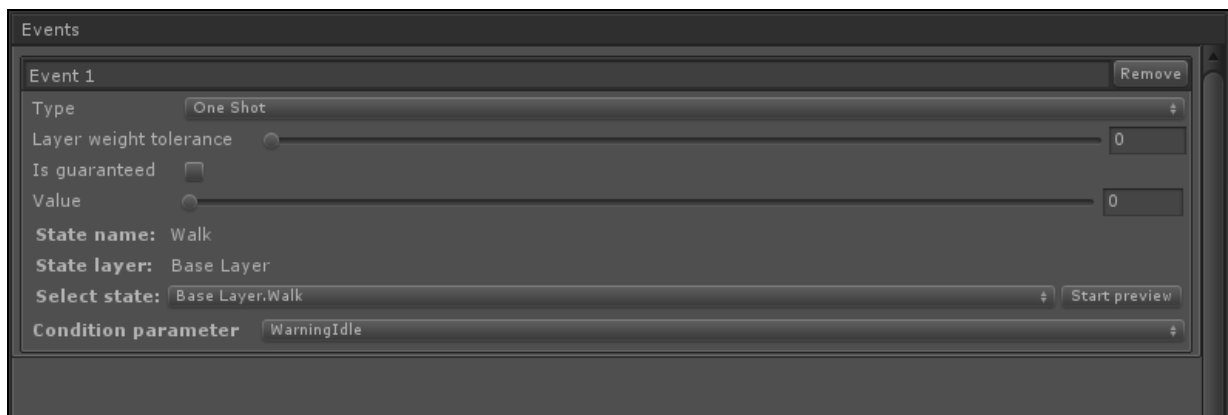 Events
Event 1 Remove
Type One Shot
Layer weight tolerance 0
Is guaranteed
Value 0
State name: Walk
State layer: Base Layer
Select state: Base Layer.Walk Start preview
Condition parameter WarningIdle